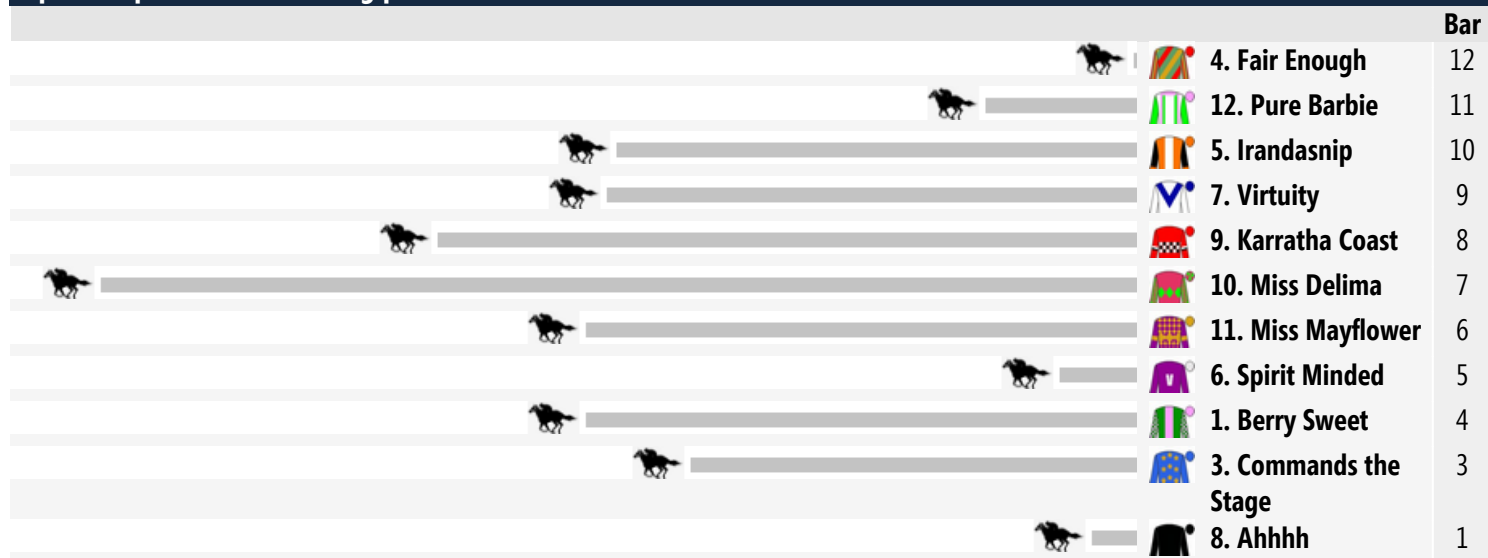 Bar
4. Fair Enough 12
12. Pure Barbie 11
5. Irandasnip 10
7. Virtuity 9
9. Karratha Coast 8
10. Miss Delima 7
11. Miss Mayflower 6
6. Spirit Minded 5
1. Berry Sweet 4
3. Commands the 3
Stage
8. Ahhhh 1